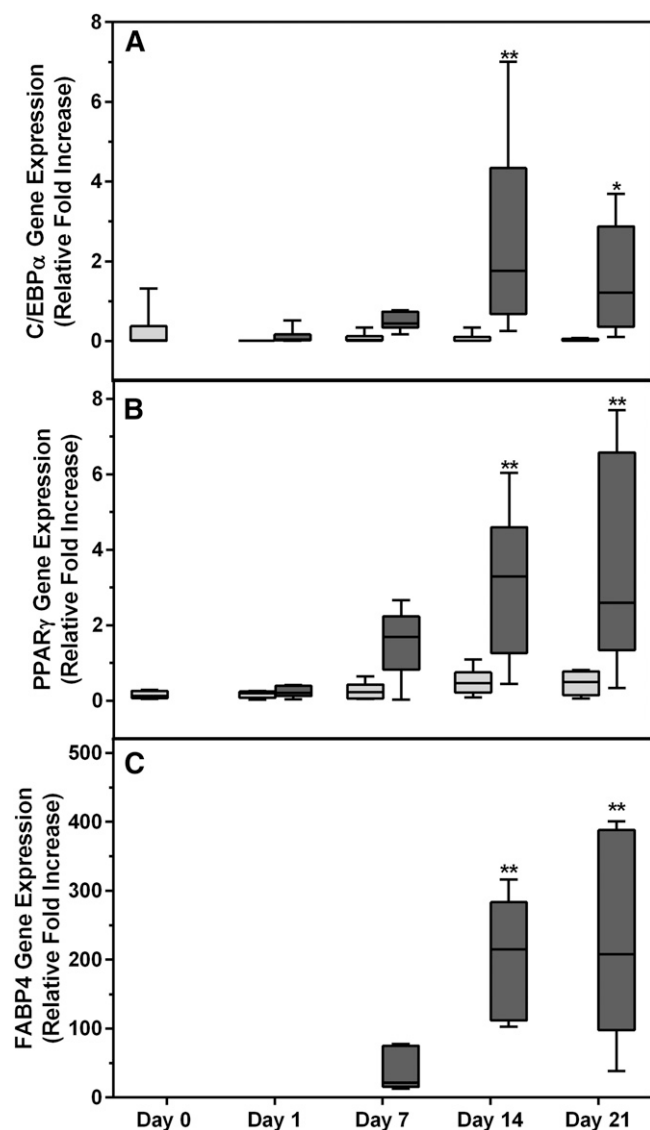 A
C/EBPα Gene Expression
(Relative Fold Increase)
8
6
4
2
0
**
*
B
PPARγ Gene Expression
(Relative Fold Increase)
8
6
4
2
0
**
**
C
FABP4 Gene Expression
(Relative Fold Increase)
500
400
300
200
100
0
**
**
Day 0 Day 1 Day 7 Day 14 Day 21